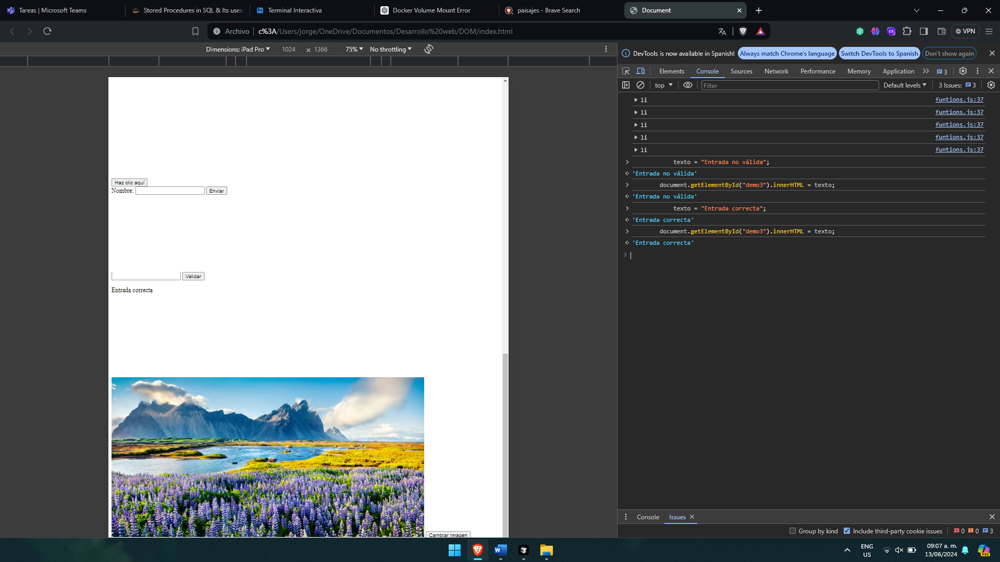 Tareas | Microsoft Teams
Stored Procedures in SQL & Its uses
Terminal Interactiva
Docker Volume Mount Error
paisajes - Brave Search
Document
Archivo c%3A/Users/jorge/OneDrive/Documentos/Desarrollo%20web/DOM/index.html
VPN
Dimensions: iPad Pro 1024 × 1366 75% No throttling
DevTools is now available in Spanish! Always match Chrome's language Switch DevTools to Spanish Don't show again
Elements Console Sources Network Performance Memory Application 3
top Filter Default levels 3 Issues: 3
li funtions.js:37
li funtions.js:37
li funtions.js:37
li funtions.js:37
li funtions.js:37
texto = "Entrada no válida";
'Entrada no válida'
document.getElementById("demo3").innerHTML = texto;
'Entrada no válida'
texto = "Entrada correcta";
'Entrada correcta'
document.getElementById("demo3").innerHTML = texto;
'Entrada correcta'
Haz clic aquí
Nombre: Enviar
Validar
Entrada correcta
Cambiar Imagen
Console Issues
Group by kind Include third-party cookie issues 0 0 3
ENG
US
09:07 a. m.
13/06/2024
PRE